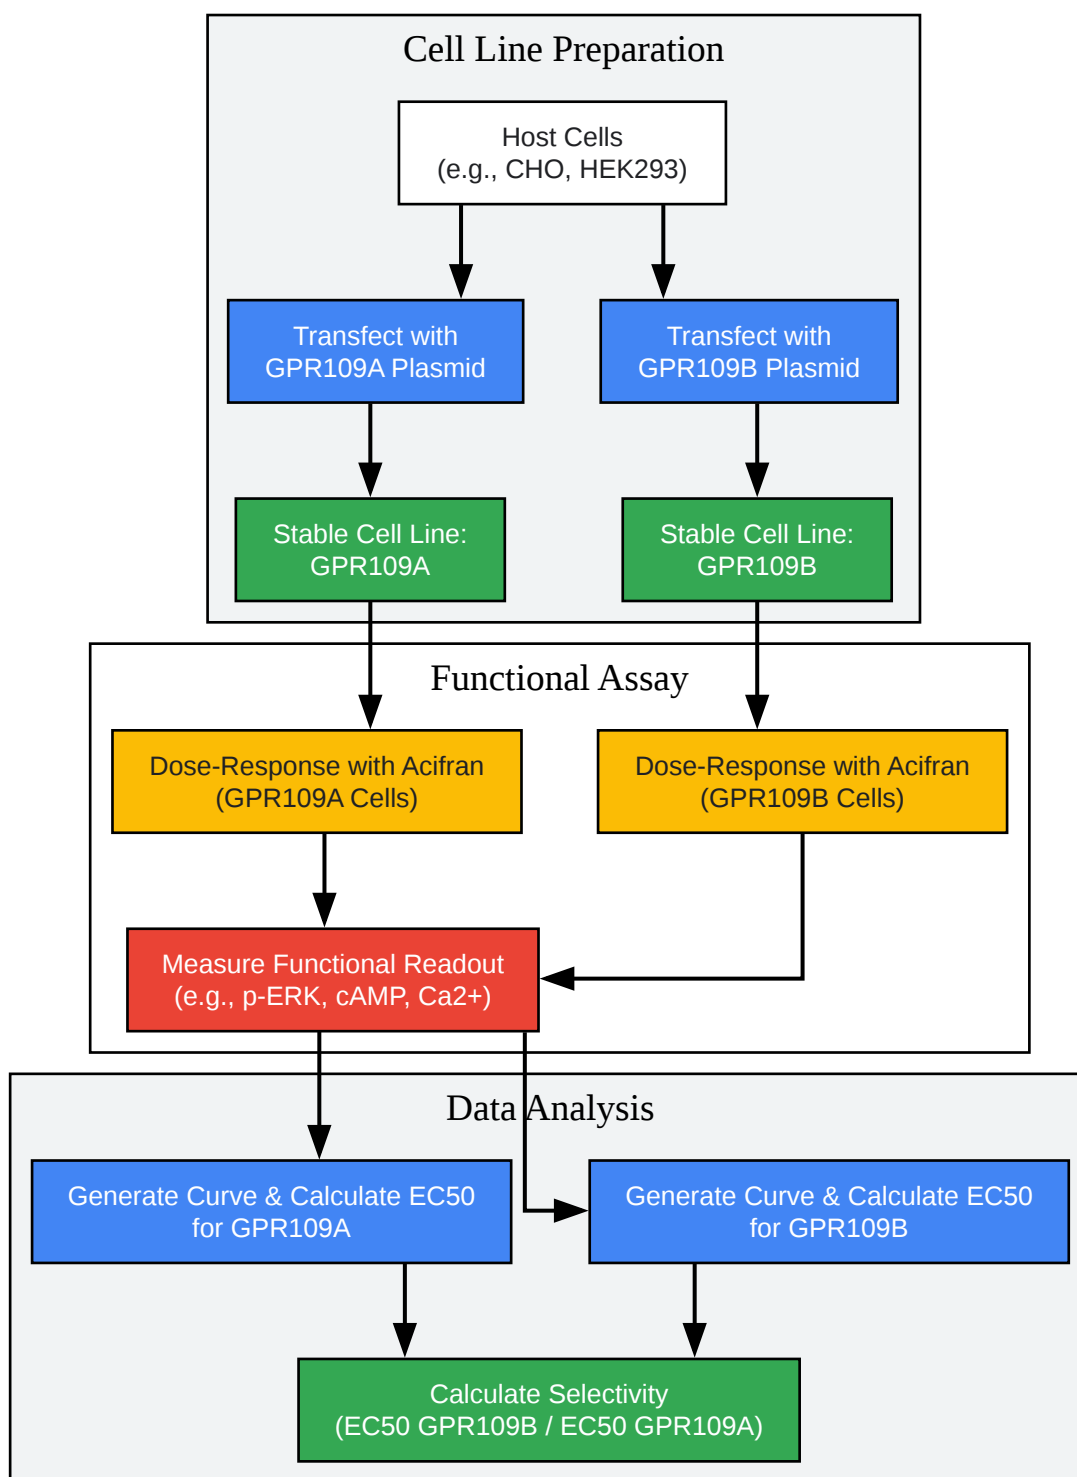 Cell Line Preparation
Host Cells
(e.g., CHO, HEK293)
Transfect with
GPR109A Plasmid
Transfect with
GPR109B Plasmid
Stable Cell Line:
GPR109A
Stable Cell Line:
GPR109B
Functional Assay
Dose-Response with Acifran
(GPR109A Cells)
Dose-Response with Acifran
(GPR109B Cells)
Measure Functional Readout
(e.g., p-ERK, cAMP, Ca2+)
Data Analysis
Generate Curve & Calculate EC50
for GPR109A
Generate Curve & Calculate EC50
for GPR109B
Calculate Selectivity
(EC50 GPR109B / EC50 GPR109A)